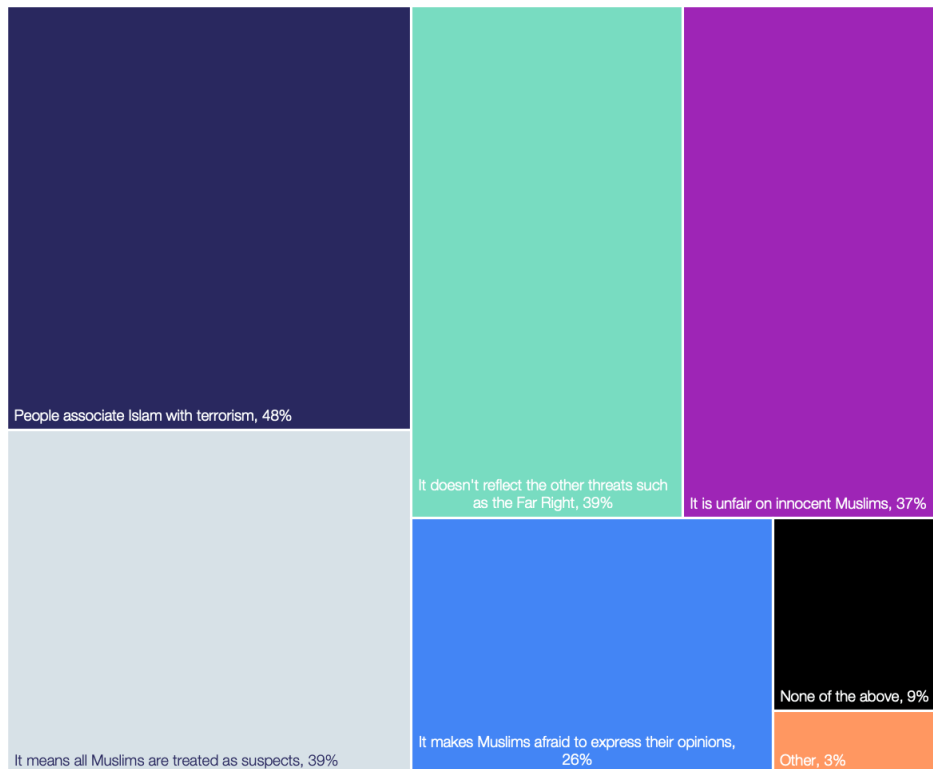 People associate Islam with terrorism, 48%
It means all Muslims are treated as suspects, 39%
It doesn't reflect the other threats such
as the Far Right, 39%
It is unfair on innocent Muslims, 37%
It makes Muslims afraid to express their opinions,
26%
None of the above, 9%
Other, 3%